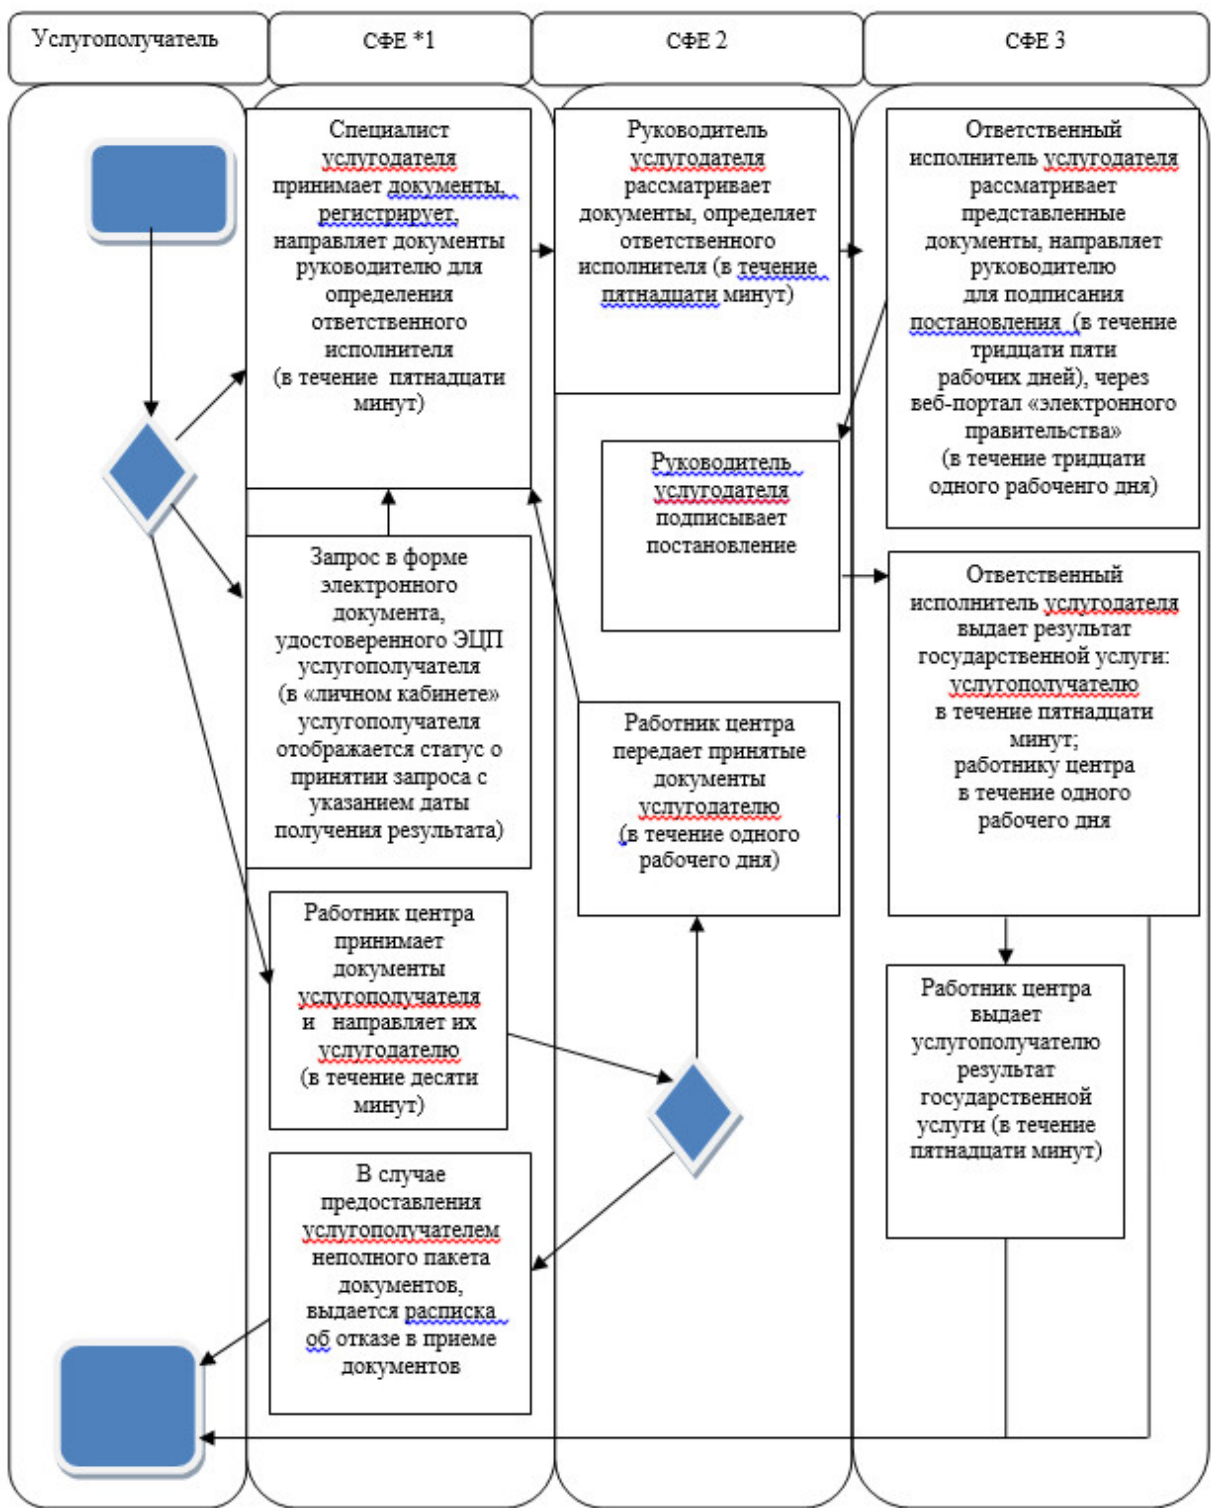 Услугополучатель
СФЕ *1
СФЕ 2
СФЕ 3
Специалист
услугодателя
принимает документы,
регистрирует,
направляет документы
руководителю для
определения
ответственного
исполнителя
(в течение пятнадцати
минут)
Руководитель
услугодателя
рассматривает
документы, определяет
ответственного
исполнителя (в течение
пятнадцати минут)
Ответственный
исполнитель услугодателя
рассматривает
представленные
документы, направляет
руководителю
для подписания
постановления (в течение
тридцати пяти
рабочих дней), через
веб-портал «электронного
правительства»
(в течение тридцати
одного рабоченго дня)
Руководитель
услугодателя
подписывает
постановление
Запрос в форме
электронного
документа,
удостоверенного ЭЦП
услугополучателя
(в «личном кабинете»
услугополучателя
отображается статус о
принятии запроса с
указанием даты
получения результата)
Ответственный
исполнитель услугодателя
выдает результат
государственной услуги:
услугополучателю
в течение пятнадцати
минут;
работнику центра
в течение одного
рабочего дня
Работник центра
передает принятые
документы
услугодателю
(в течение одного
рабочего дня)
Работник центра
принимает
документы
услугополучателя
и направляет их
услугодателю
(в течение десяти
минут)
Работник центра
выдает
услугополучателю
результат
государственной
услуги (в течение
пятнадцати минут)
В случае
предоставления
услугополучателем
неполного пакета
документов,
выдается расписка
об отказе в приеме
документов